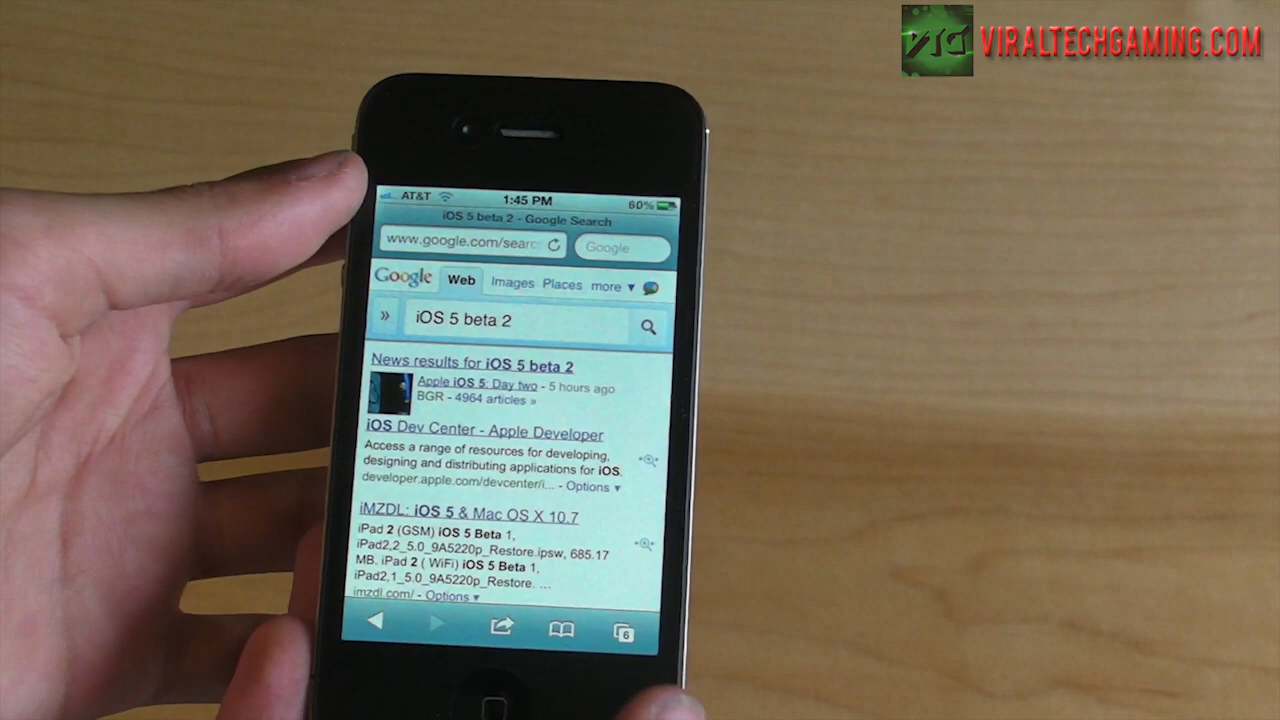 VTG VIRALTECHGAMING.COM
AT&T 1:45 PM 60%
iOS 5 beta 2 - Google Search
www.google.com/searc Google
Google Web Images Places more ▼
» iOS 5 beta 2
News results for iOS 5 beta 2
Apple iOS 5: Day two - 5 hours ago
BGR - 4964 articles »
iOS Dev Center - Apple Developer
Access a range of resources for developing,
designing and distributing applications for iOS.
developer.apple.com/devcenter/i... - Options ▼
iMZDL: iOS 5 & Mac OS X 10.7
iPad 2 (GSM) iOS 5 Beta 1,
iPad2,2_5.0_9A5220p_Restore.ipsw, 685.17
MB. iPad 2 ( WiFi) iOS 5 Beta 1,
iPad2,1_5.0_9A5220p_Restore. ...
imzdl.com/ - Options ▼
6